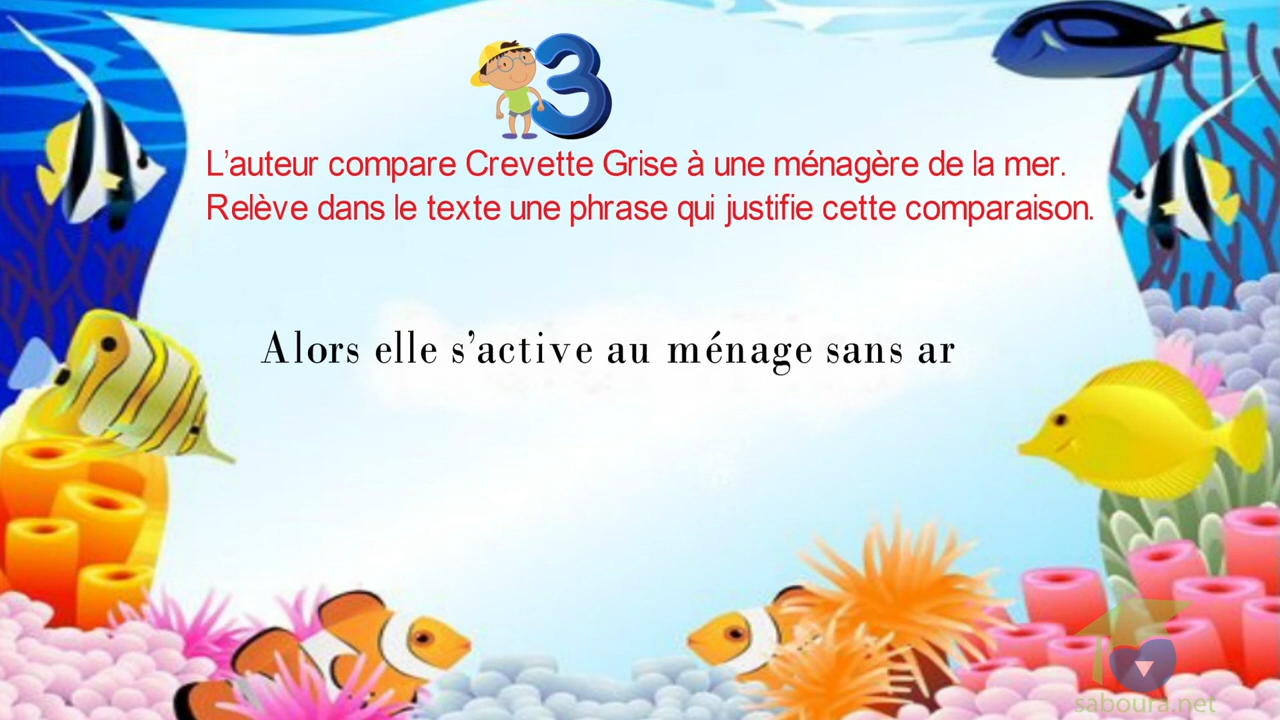 3
L'auteur compare Crevette Grise à une ménagère de la mer.
Relève dans le texte une phrase qui justifie cette comparaison.
Alors elle s'active au ménage sans ar
saboura.net